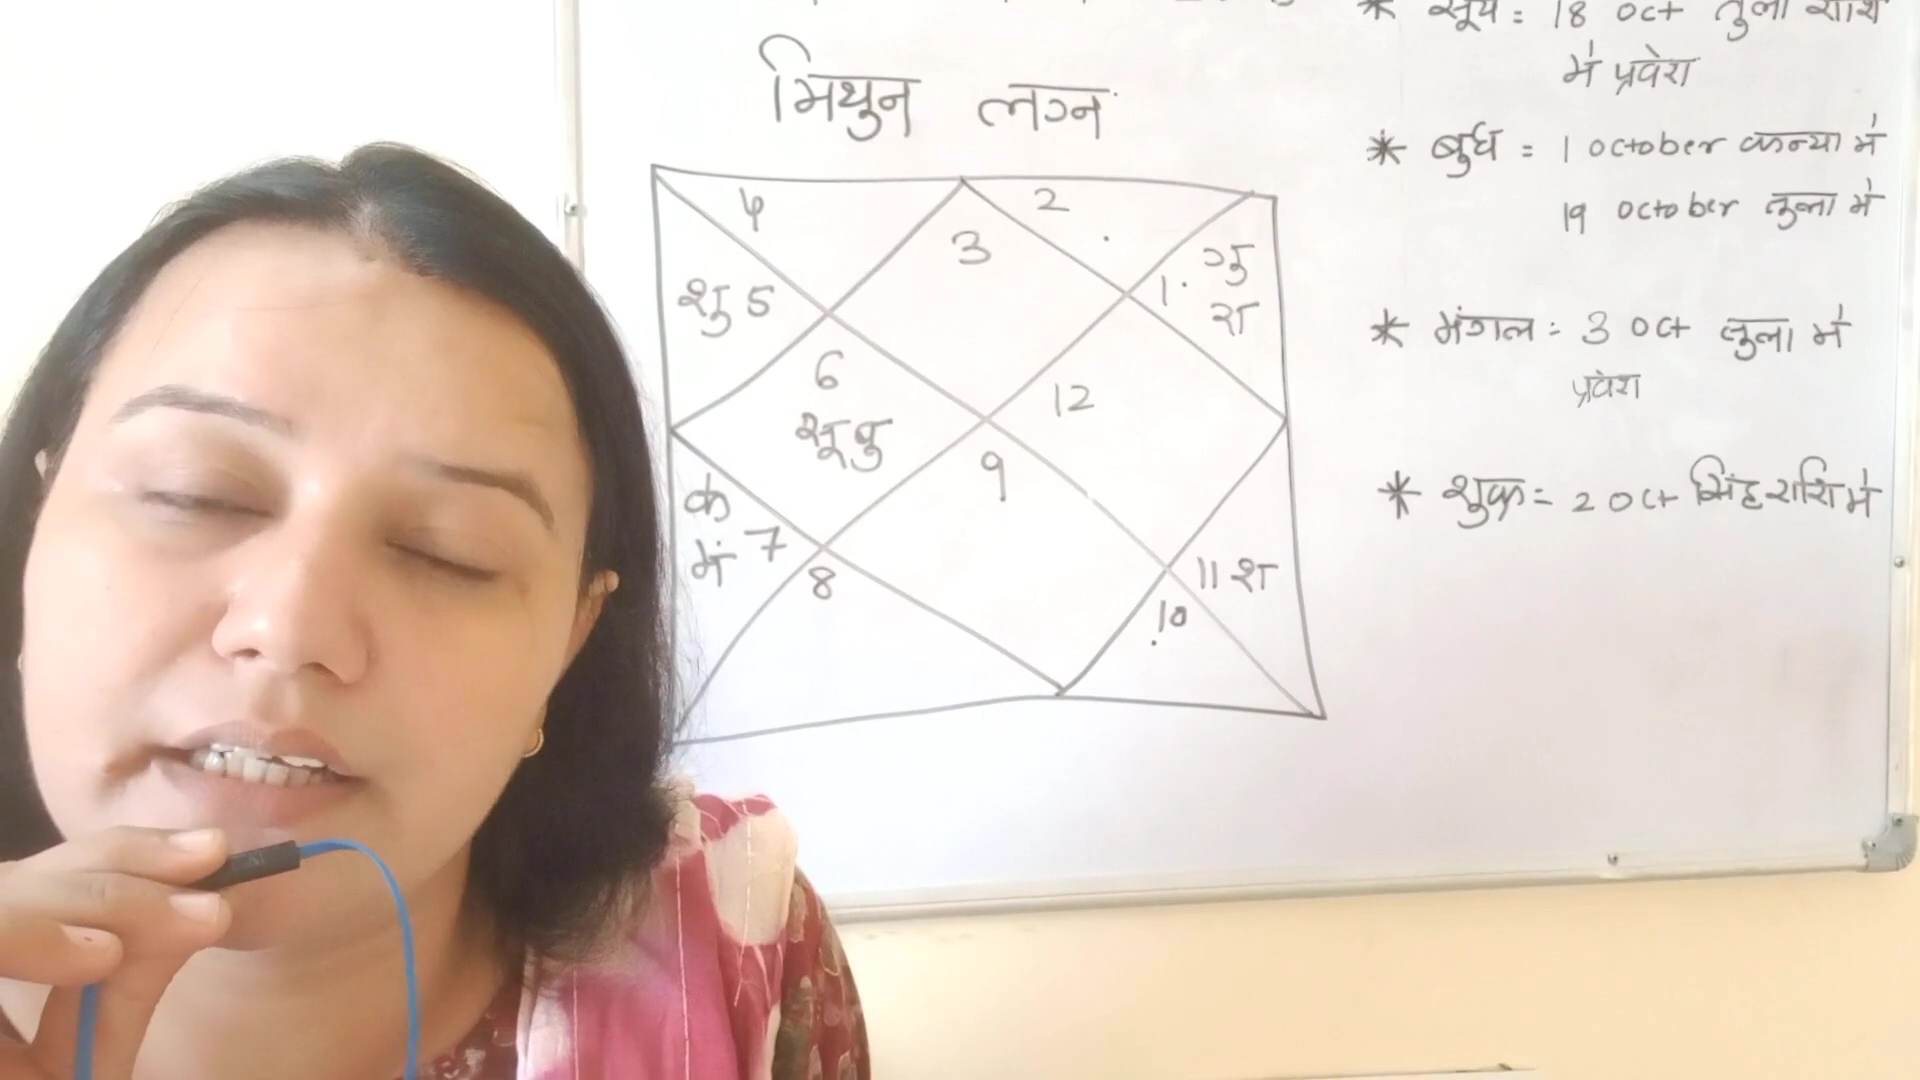 मिथुन लग्न
4
2
3
1
गु
रा
शु 5
6
सू बु
12
9
के
मं 7
8
11 श
10
* सूर्य = 18 Oct तुला राशि
में प्रवेश
* बुध = 1 October कन्या में
19 October तुला में
* मंगल = 3 Oct तुला में
प्रवेश
* शुक्र = 2 Oct सिंह राशि में